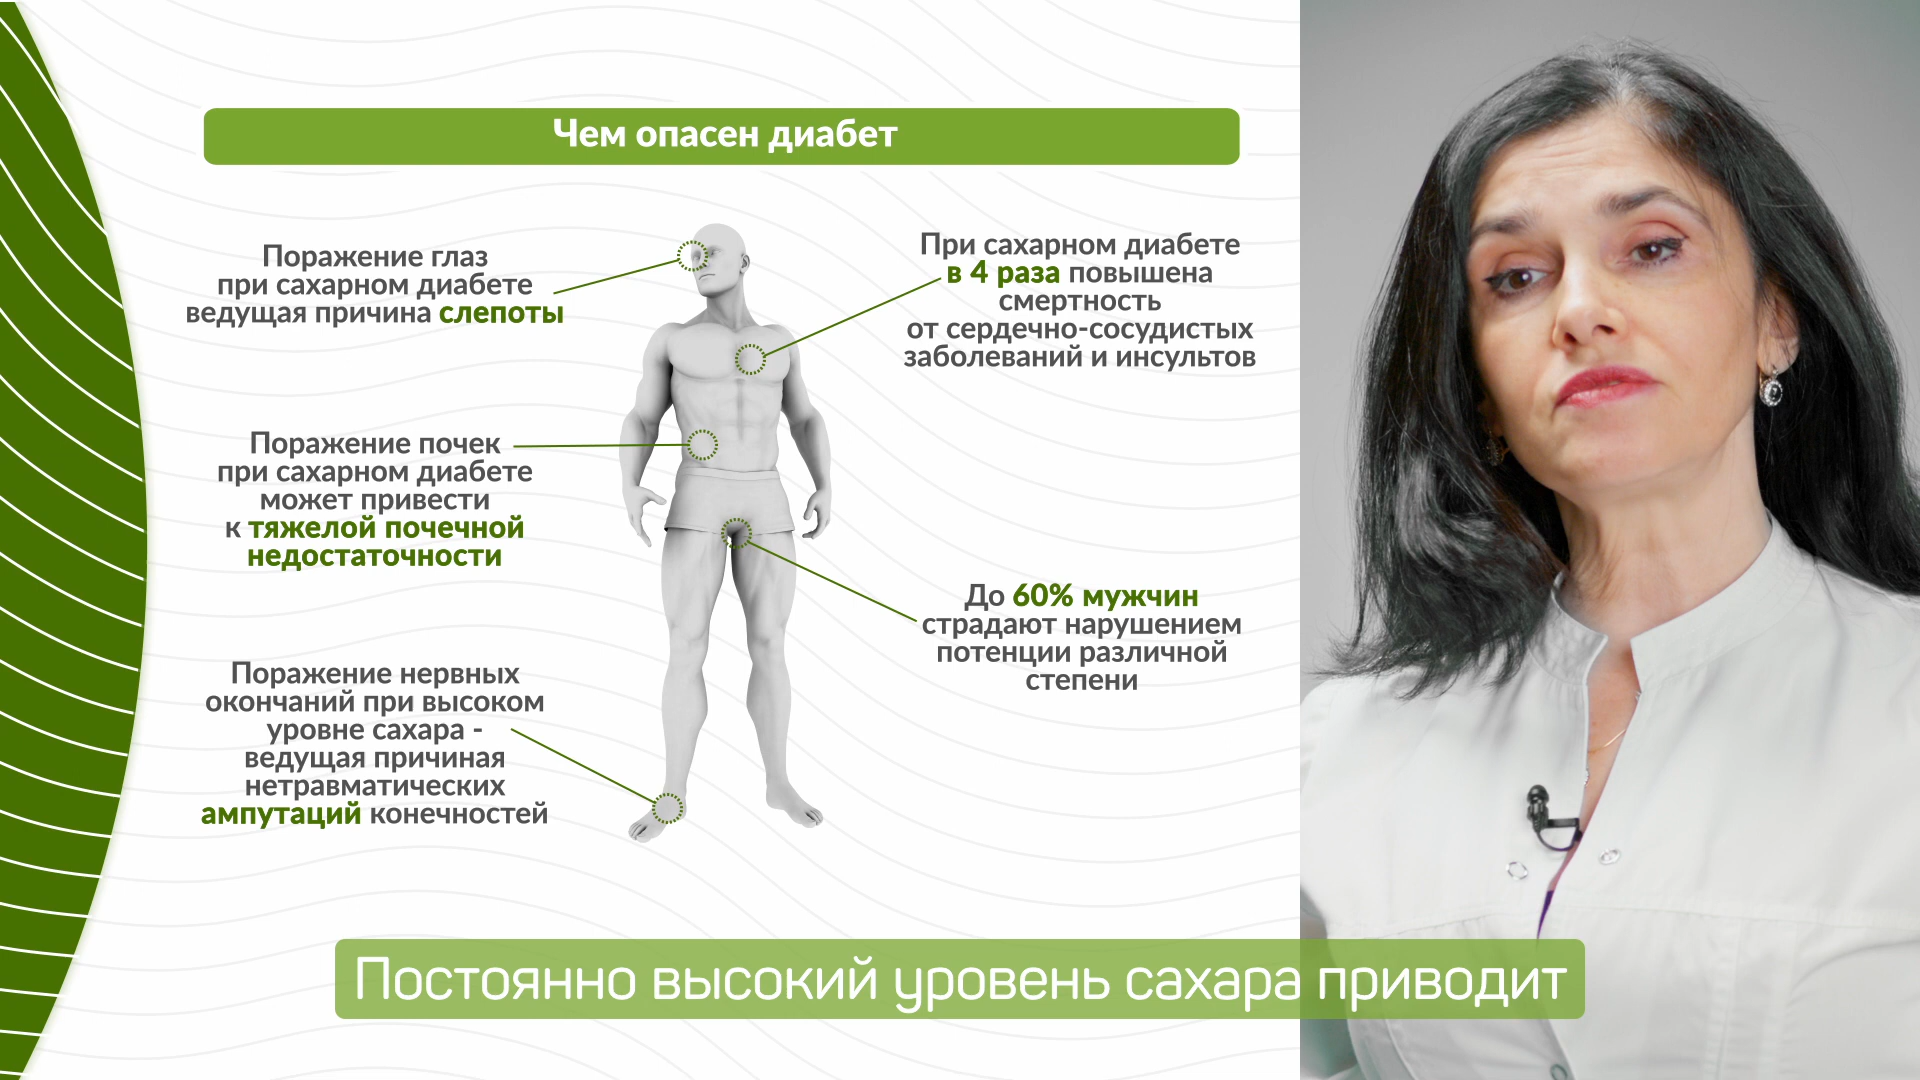 Чем опасен диабет
Поражение глаз
при сахарном диабете
ведущая причина слепоты
При сахарном диабете
в 4 раза повышена
смертность
от сердечно-сосудистых
заболеваний и инсультов
Поражение почек
при сахарном диабете
может привести
к тяжелой почечной
недостаточности
До 60% мужчин
страдают нарушением
потенции различной
степени
Поражение нервных
окончаний при высоком
уровне сахара -
ведущая причиная
нетравматических
ампутаций конечностей
Постоянно высокий уровень сахара приводит